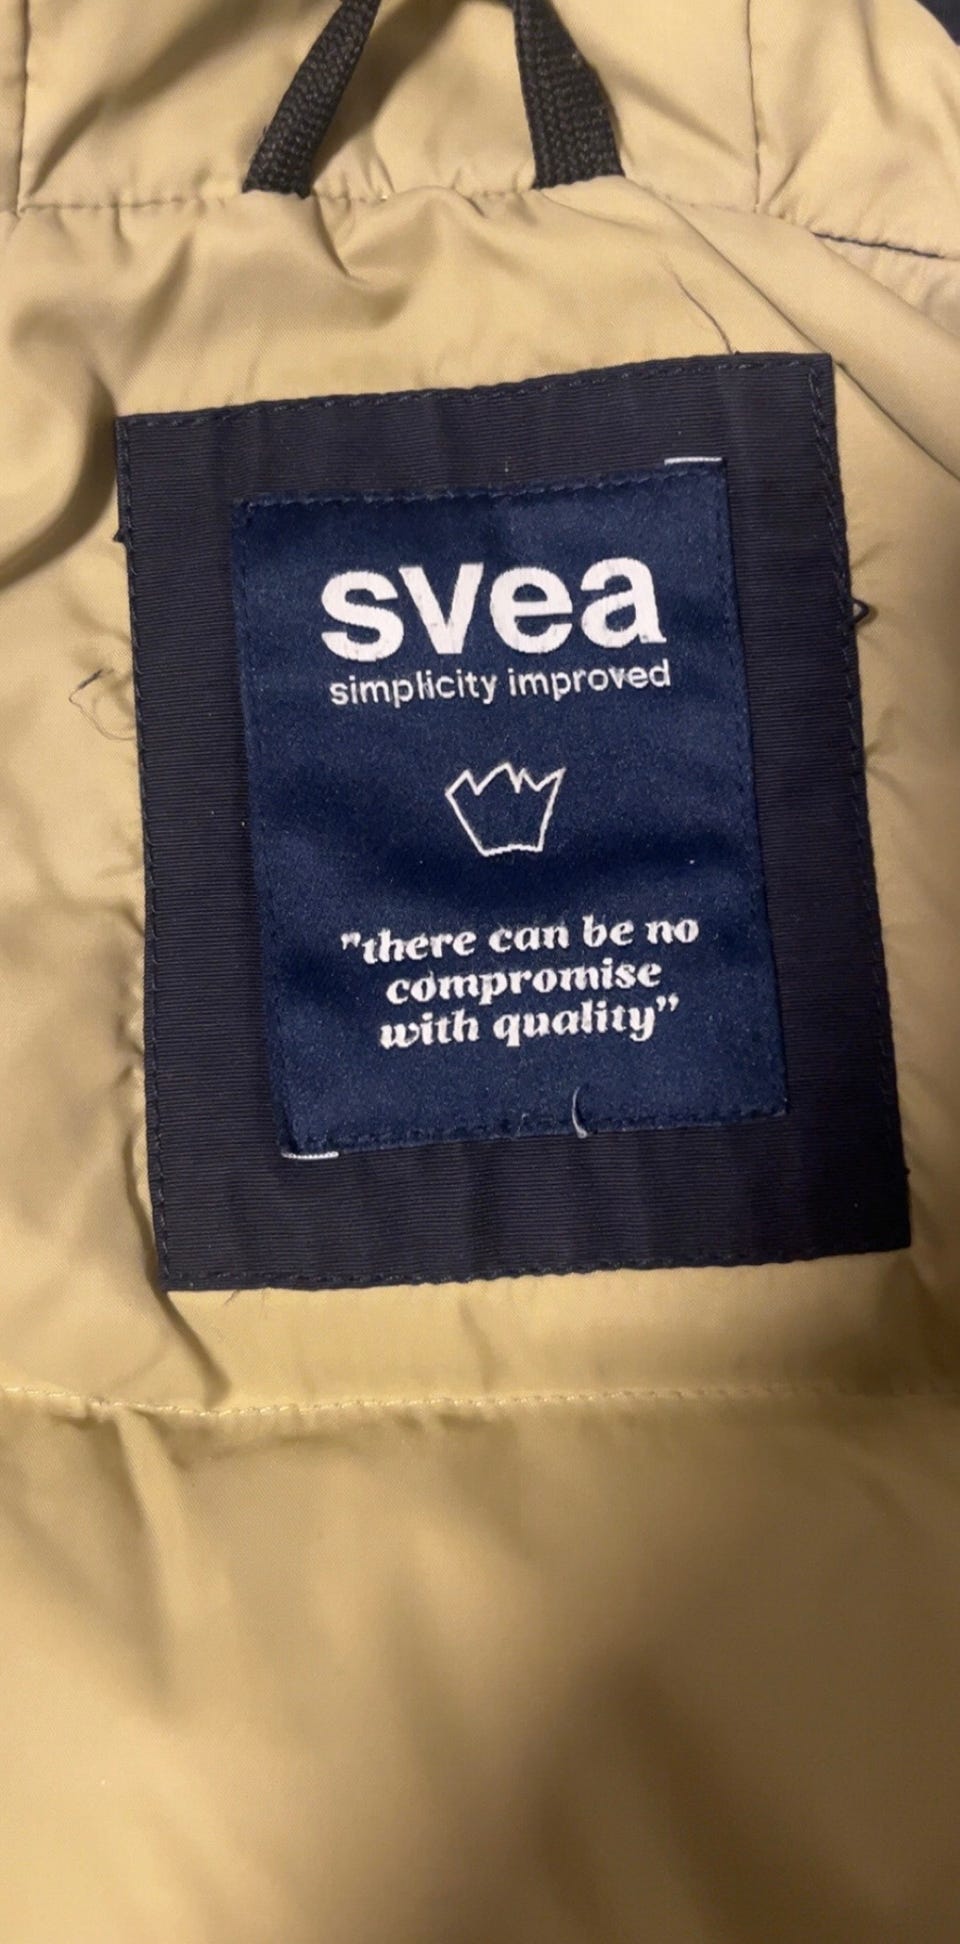 svea
simplicity improved
"there can be no
compromise
with quality”